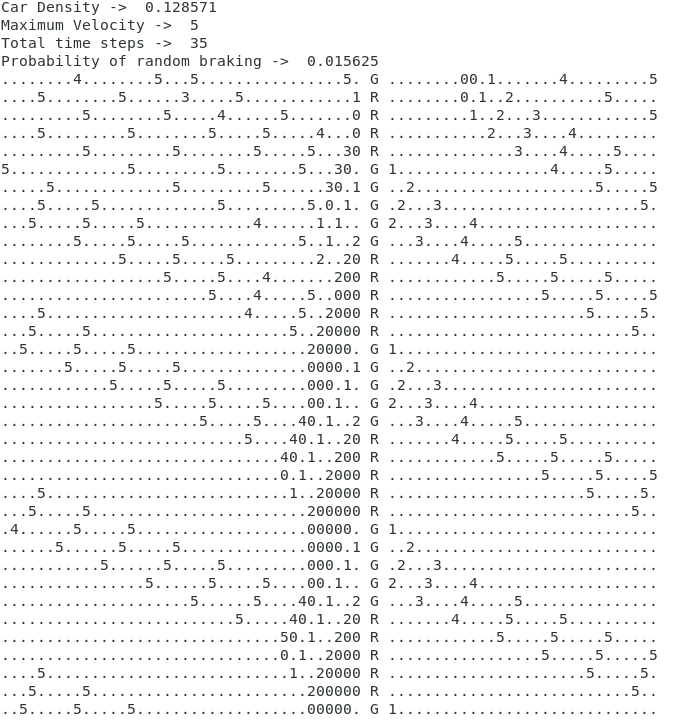 Car Density ->  0.128571
Maximum Velocity ->  5
Total time steps ->  35
Probability of random braking ->  0.015625
........4........5...5................5. G ........00.1.......4.........5
....5........5......3.....5............1 R ........0.1..2..........5.....
.........5........5.....4......5.......0 R .........1..2...3............5
....5.........5........5.....5.....4...0 R ...........2...3....4.........
.........5.........5........5.....5...30 R ..............3....4.....5....
5.............5.........5........5...30. G 1.................4.....5.....
.....5.............5.........5......30.1 G ..2....................5.....5
....5.....5.............5.........5.0.1. G .2...3......................5.
...5.....5.....5............4......1.1.. G 2...3....4....................
........5.....5.....5............5..1..2 G ...3....4.....5...............
.............5.....5.....5.........2..20 R .......4.....5.....5..........
..................5.....5....4.......200 R ............5.....5.....5.....
.......................5....4.....5..000 R .................5.....5.....5
....5......................4.....5..2000 R ......................5.....5.
...5.....5......................5..20000 R ...........................5..
..5.....5.....5...................20000. G 1.............................
.......5.....5.....5..............0000.1 G ..2...........................
............5.....5.....5.........000.1. G .2...3........................
.................5.....5.....5....00.1.. G 2...3....4....................
......................5.....5....40.1..2 G ...3....4.....5...............
...........................5....40.1..20 R .......4.....5.....5..........
...............................40.1..200 R ............5.....5.....5.....
...............................0.1..2000 R .................5.....5.....5
....5...........................1..20000 R ......................5.....5.
...5.....5........................200000 R ...........................5..
.4......5.....5...................00000. G 1.............................
......5......5.....5..............0000.1 G ..2...........................
...........5......5.....5.........000.1. G .2...3........................
................5......5.....5....00.1.. G 2...3....4....................
.....................5......5....40.1..2 G ...3....4.....5...............
..........................5.....40.1..20 R .......4.....5.....5..........
...............................50.1..200 R ............5.....5.....5.....
...............................0.1..2000 R .................5.....5.....5
....5...........................1..20000 R ......................5.....5.
...5.....5........................200000 R ...........................5..
..5.....5.....5...................00000. G 1.............................